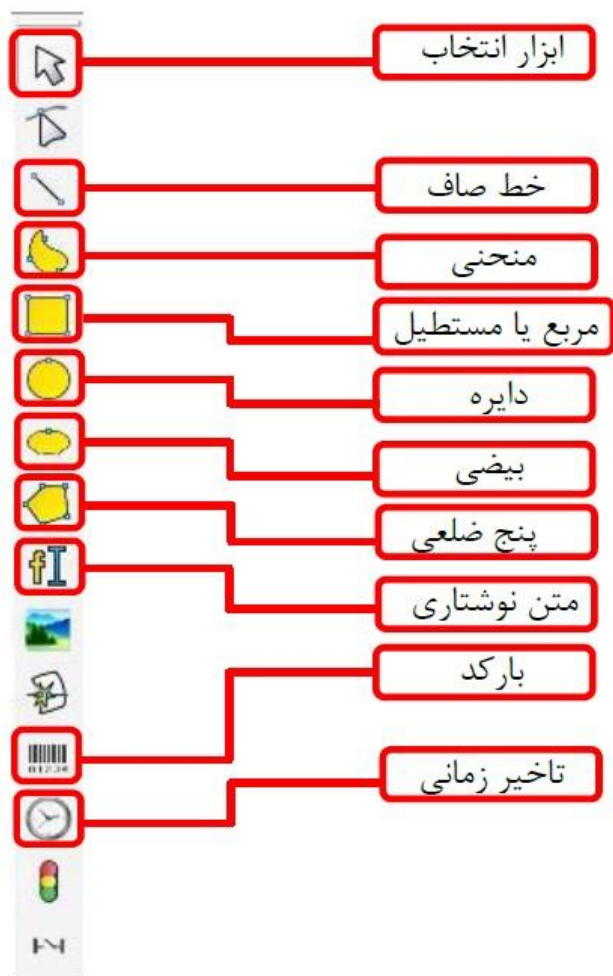 ابزار انتخاب
خط صاف
منحنی
مربع یا مستطیل
دایره
بیضی
پنج ضلعی
متن نوشتاری
بارکد
تاخیر زمانی